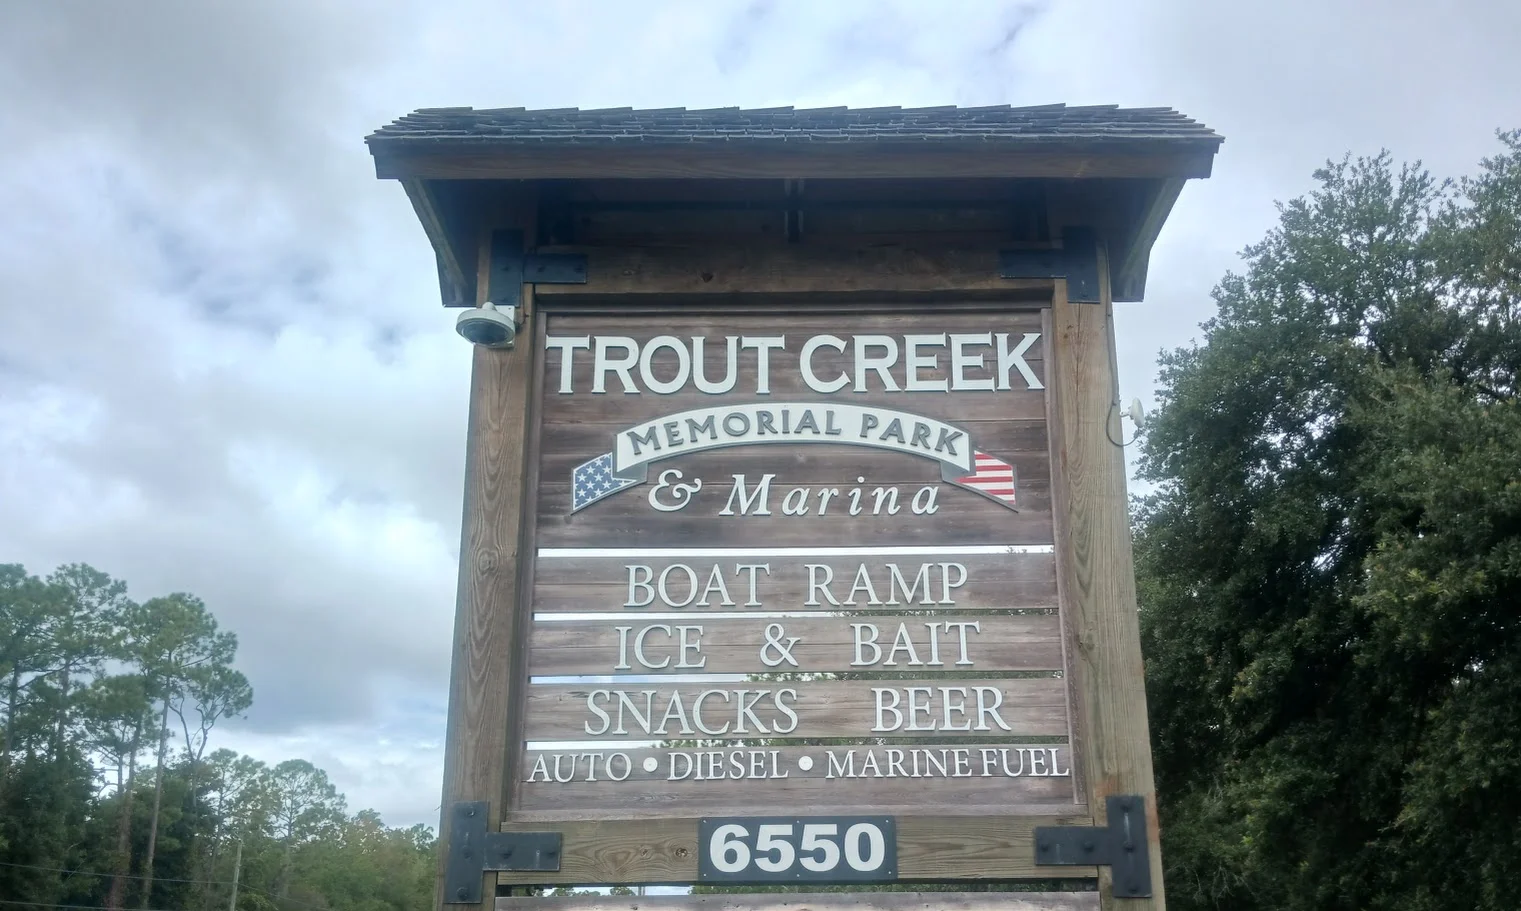 TROUT CREEK
MEMORIAL PARK
& Marina
BOAT RAMP
ICE & BAIT
SNACKS BEER
AUTO • DIESEL • MARINE FUEL
6550